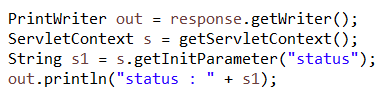 PrintWriter out = response.getWriter();
ServletContext s = getServletContext();
String s1 = s.getInitParameter("status");
out.println("status : " + s1);